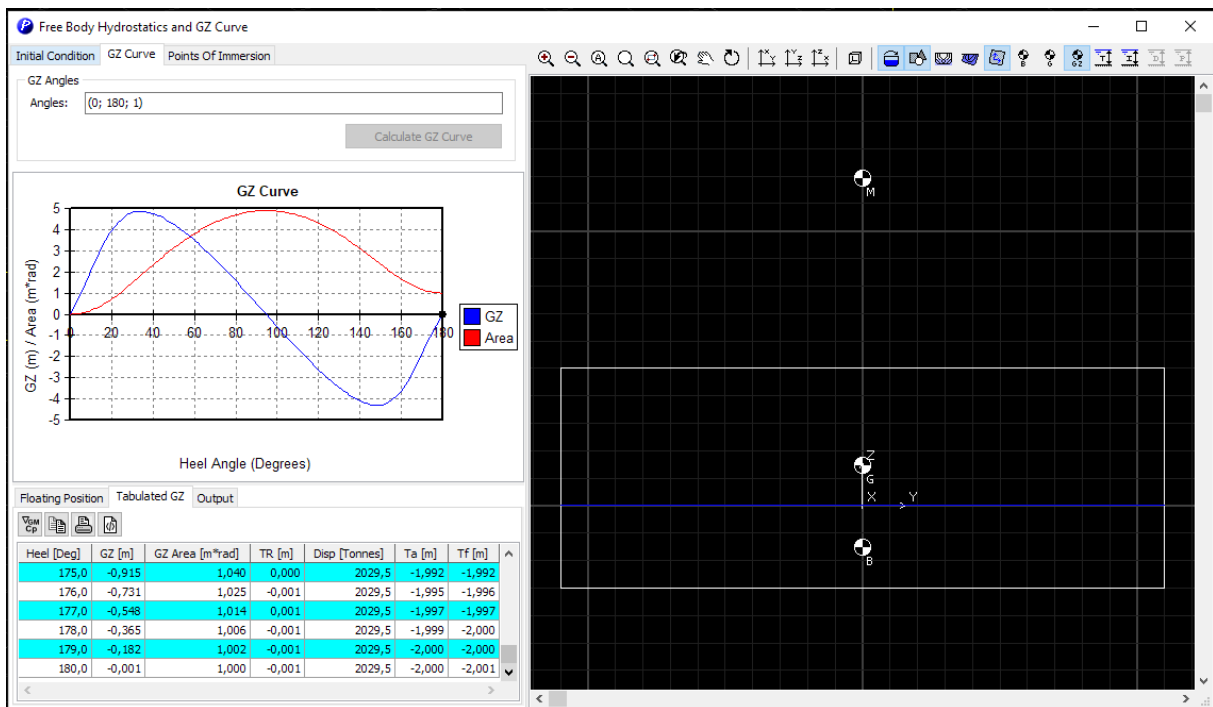 Free Body Hydrostatics and GZ Curve
Initial Condition GZ Curve Points Of Immersion
GZ Angles
Angles: (0; 180; 1)
Calculate GZ Curve
GZ Curve
GZ (m) / Area (m*rad)
5
4
3
2
1
0
-1
-2
-3
-4
-5
0 20 40 60 80 100 120 140 160 180
GZ
Area
Heel Angle (Degrees)
Floating Position Tabulated GZ Output
Heel [Deg] GZ [m] GZ Area [m*rad] TR [m] Disp [Tonnes] Ta [m] Tf [m]
175,0 -0,915 1,040 0,000 2029,5 -1,992 -1,992
176,0 -0,731 1,025 -0,001 2029,5 -1,995 -1,996
177,0 -0,548 1,014 0,001 2029,5 -1,997 -1,997
178,0 -0,365 1,006 -0,001 2029,5 -1,999 -2,000
179,0 -0,182 1,002 -0,001 2029,5 -2,000 -2,000
180,0 -0,001 1,000 -0,001 2029,5 -2,000 -2,001
M
Z
G
X Y
B